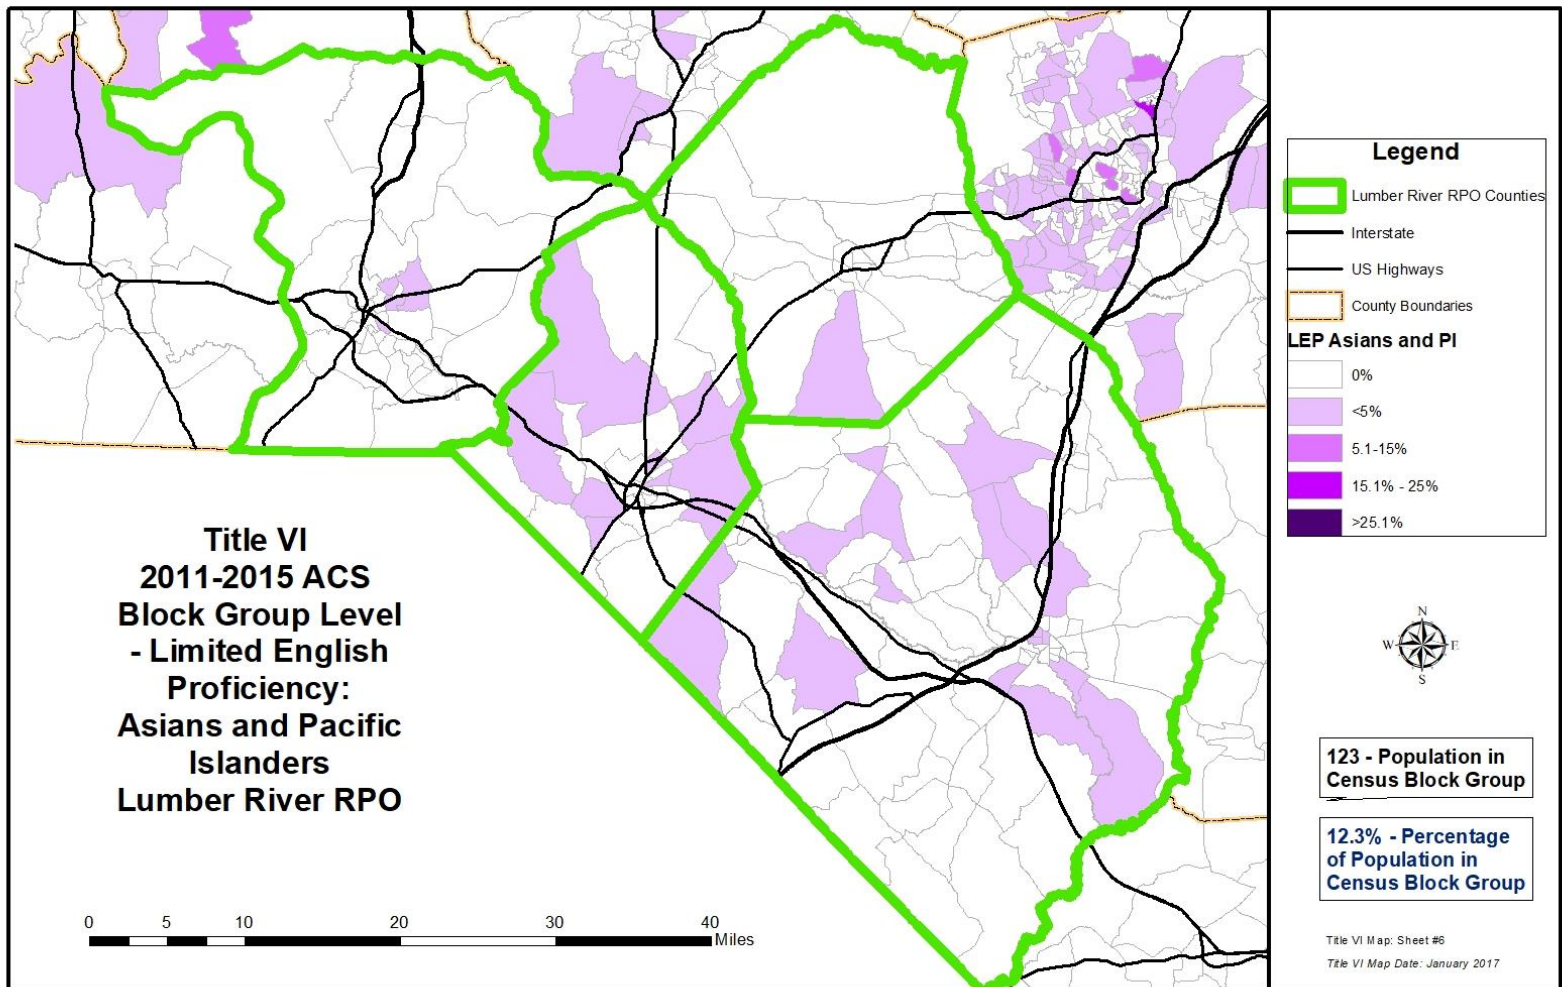 Title VI
2011-2015 ACS
Block Group Level
- Limited English
Proficiency:
Asians and Pacific
Islanders
Lumber River RPO
0 5 10 20 30 40
Miles
Legend
Lumber River RPO Counties
Interstate
US Highways
County Boundaries
LEP Asians and PI
0%
<5%
5.1-15%
15.1% - 25%
>25.1%
N
W E
S
123 - Population in
Census Block Group
12.3% - Percentage
of Population in
Census Block Group
Title VI Map: Sheet #6
Title VI Map Date: January 2017